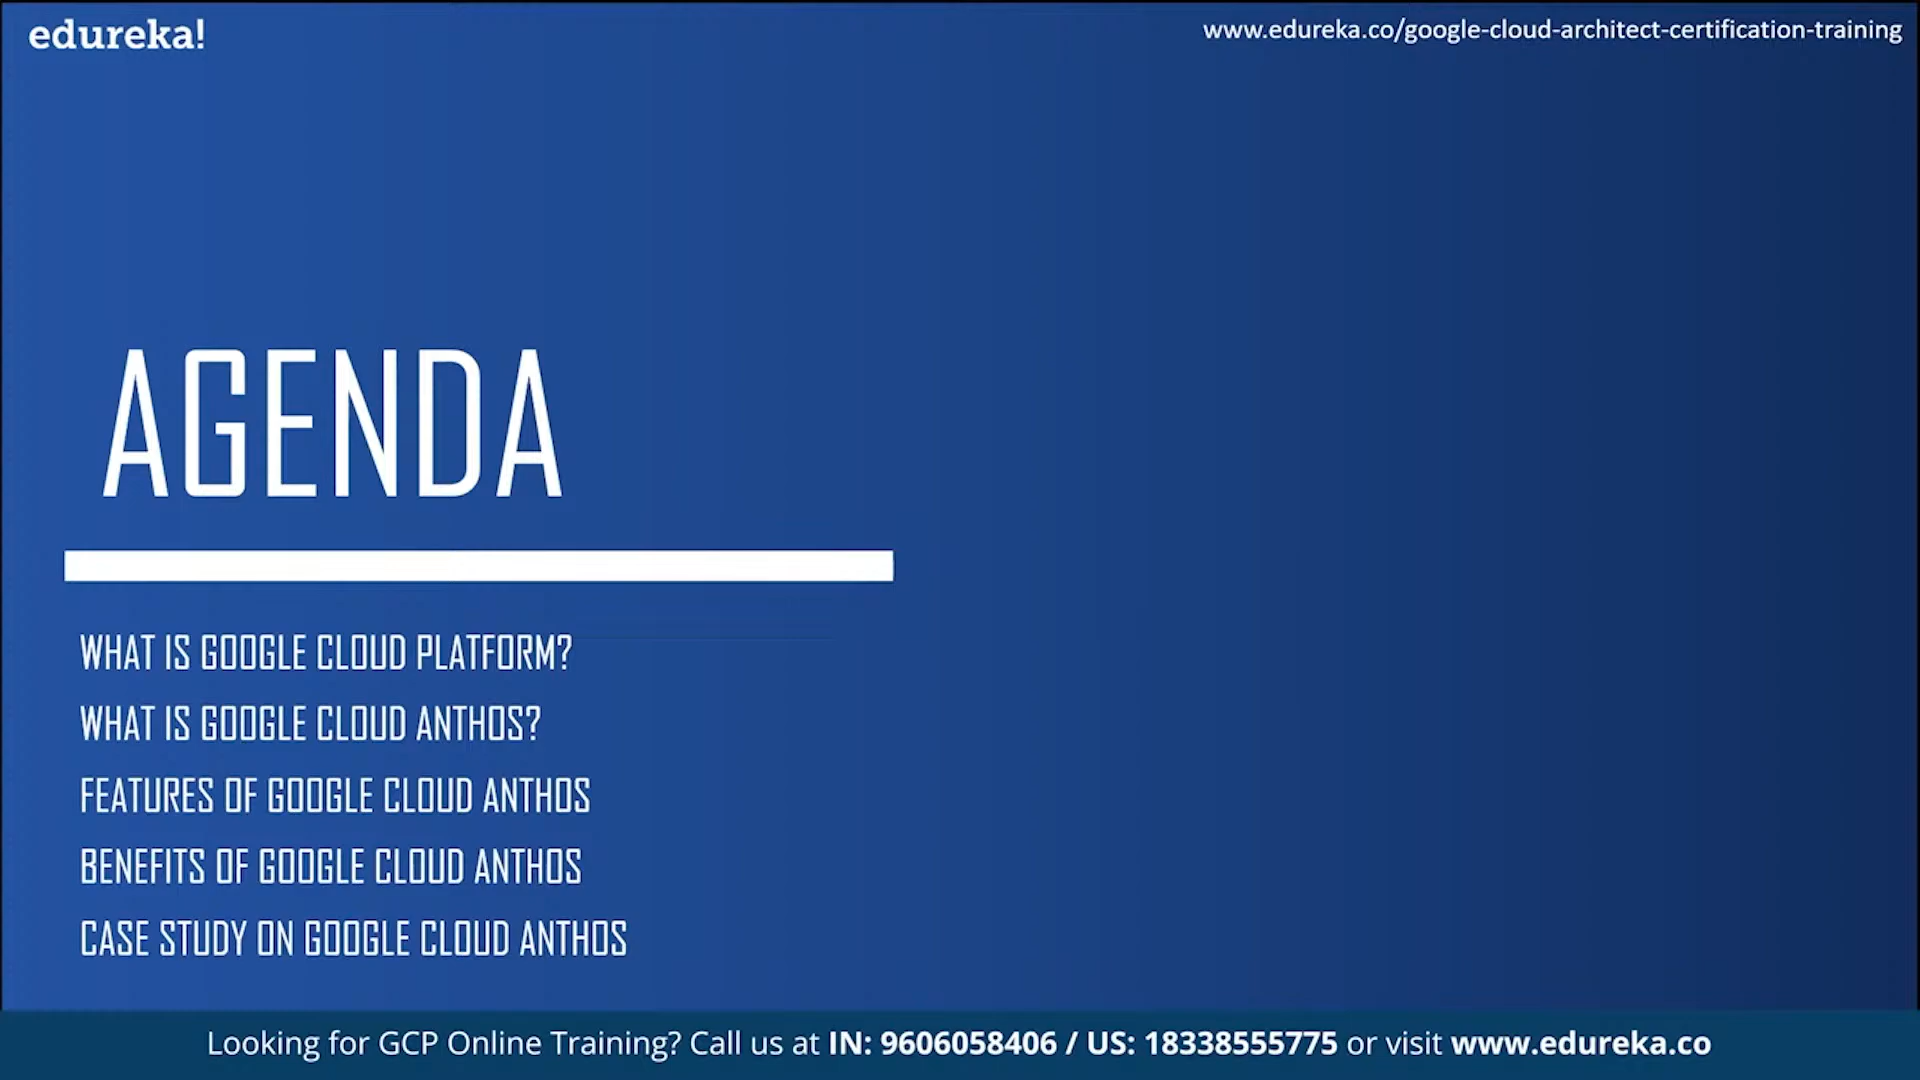 edureka!
www.edureka.co/google-cloud-architect-certification-training
AGENDA
WHAT IS GOOGLE CLOUD PLATFORM?
WHAT IS GOOGLE CLOUD ANTHOS?
FEATURES OF GOOGLE CLOUD ANTHOS
BENEFITS OF GOOGLE CLOUD ANTHOS
CASE STUDY ON GOOGLE CLOUD ANTHOS
Looking for GCP Online Training? Call us at IN: 9606058406 / US: 18338555775 or visit www.edureka.co